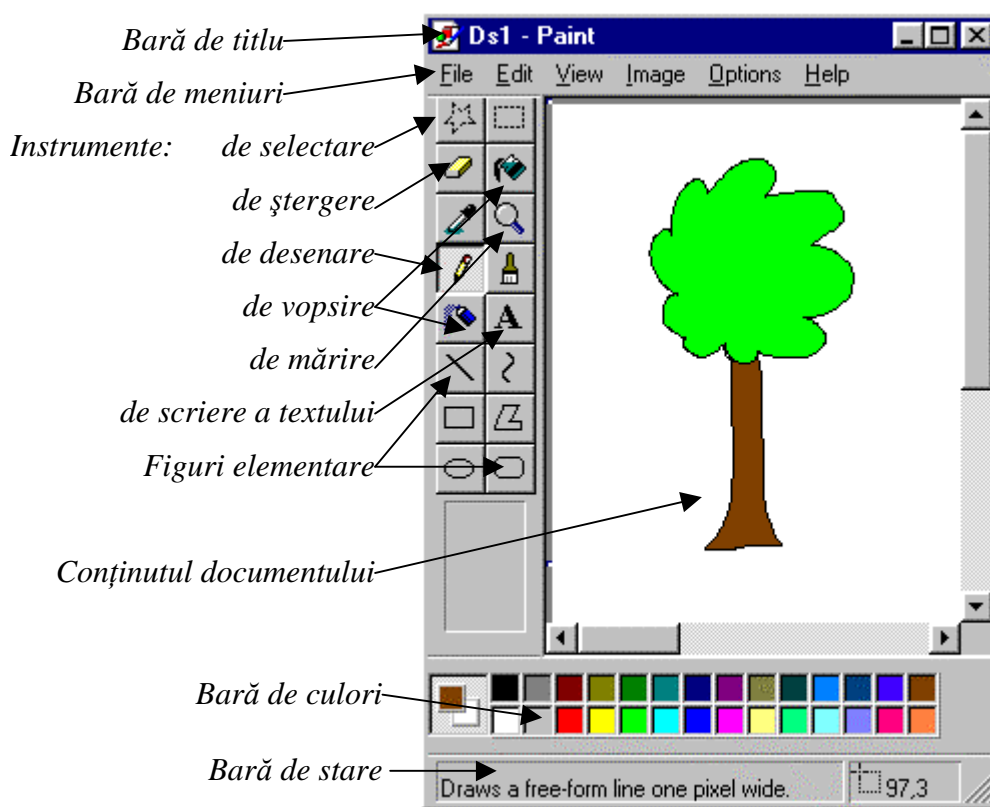 Bară de titlu
Ds1 - Paint
Bară de meniuri
File Edit View Image Options Help
Instrumente: de selectare
de ştergere
de desenare
de vopsire
de mărire
A
de scriere a textului
Figuri elementare
Conţinutul documentului
Bară de culori
Bară de stare
Draws a free-form line one pixel wide. 97,3